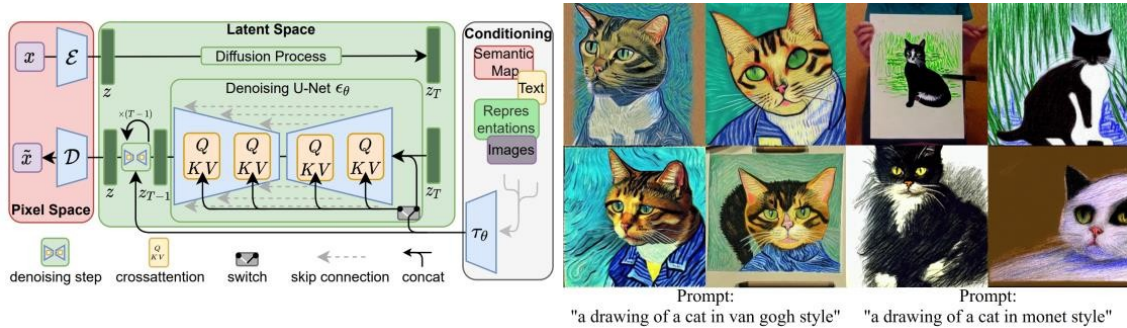 Latent Space
Conditioning
x
ℰ
Diffusion Process
Semantic
Map
z
z_T
Denoising U-Net ϵ_θ
Text
×(T−1)
Repres
entations
Q
KV
Q
KV
Q
KV
Q
KV
Images
x̃
𝒟
z
z_{T−1}
z_T
Pixel Space
τ_θ
Q
KV
denoising step
crossattention
switch
skip connection
concat
Prompt:
"a drawing of a cat in van gogh style"
Prompt:
"a drawing of a cat in monet style"